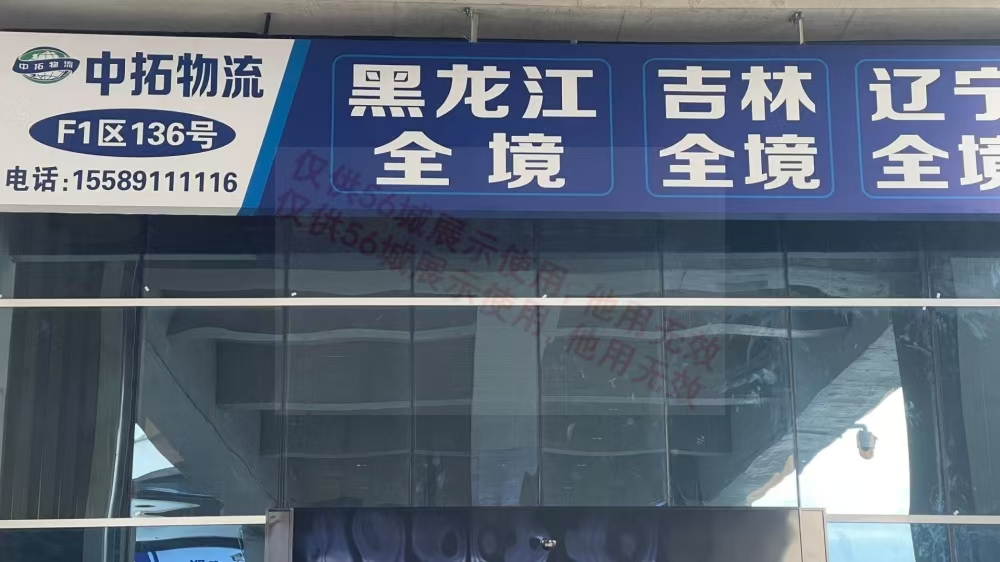 中拓物流
中拓物流
F1区136号
电话:15589111116
黑龙江
全境
吉林
全境
辽宁
全境
仅供56城展示使用，他用无效
仅供56城展示使用 他用无效